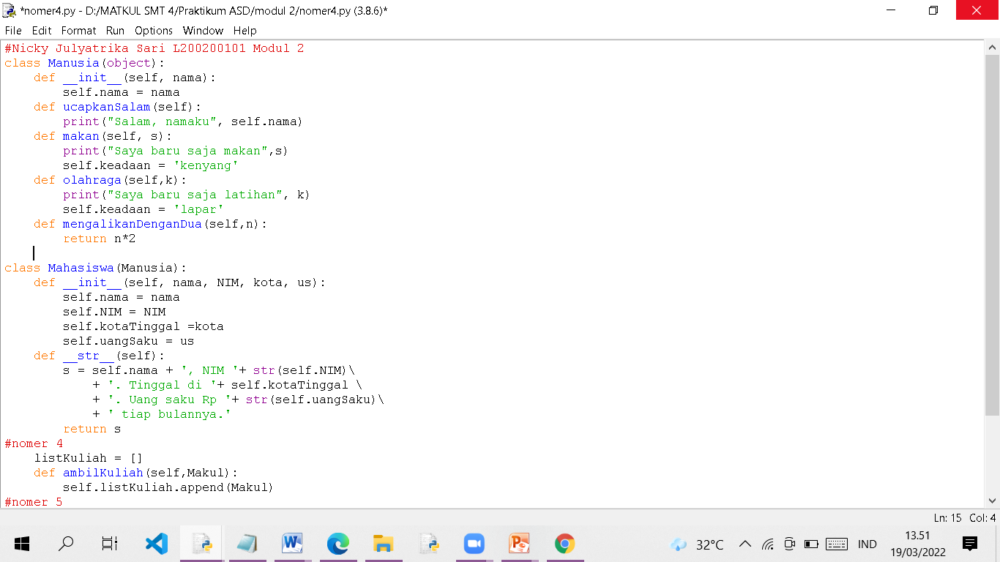 *nomer4.py - D:/MATKUL SMT 4/Praktikum ASD/modul 2/nomer4.py (3.8.6)*
File Edit Format Run Options Window Help
#Nicky Julyatrika Sari L200200101 Modul 2
class Manusia(object):
    def __init__(self, nama):
        self.nama = nama
    def ucapkanSalam(self):
        print("Salam, namaku", self.nama)
    def makan(self, s):
        print("Saya baru saja makan",s)
        self.keadaan = 'kenyang'
    def olahraga(self,k):
        print("Saya baru saja latihan", k)
        self.keadaan = 'lapar'
    def mengalikanDenganDua(self,n):
        return n*2
class Mahasiswa(Manusia):
    def __init__(self, nama, NIM, kota, us):
        self.nama = nama
        self.NIM = NIM
        self.kotaTinggal =kota
        self.uangSaku = us
    def __str__(self):
        s = self.nama + ', NIM '+ str(self.NIM)\
            + '. Tinggal di '+ self.kotaTinggal \
            + '. Uang saku Rp '+ str(self.uangSaku)\
            + ' tiap bulannya.'
        return s
#nomer 4
    listKuliah = []
    def ambilKuliah(self,Makul):
        self.listKuliah.append(Makul)
#nomer 5
Ln: 15 Col: 4
32°C IND 13.51
19/03/2022